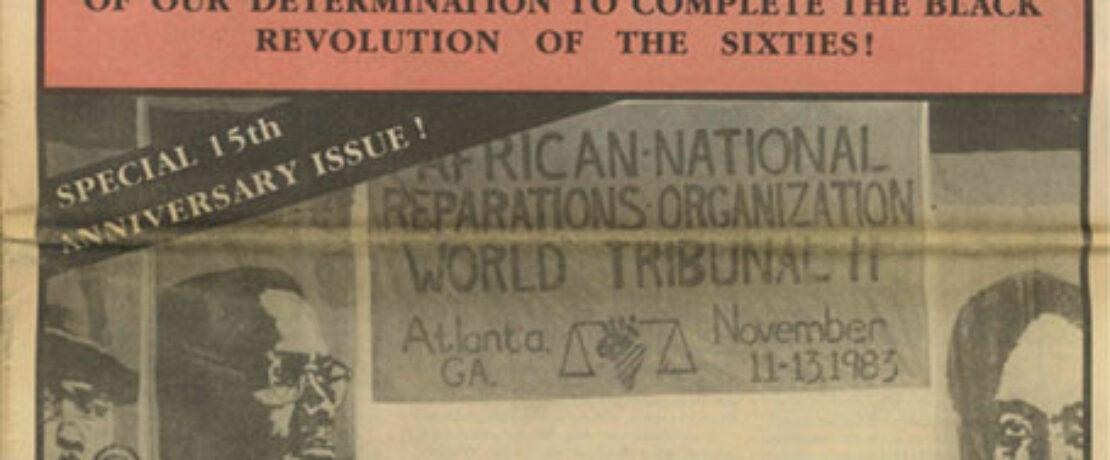 OF OUR DETERMINATION TO COMPLETE THE BLACK
REVOLUTION OF THE SIXTIES!
SPECIAL 15th
ANNIVERSARY ISSUE!
AFRICAN·NATIONAL
REPARATIONS·ORGANIZATION
WORLD TRIBUNAL II
Atlanta, GA. November 11-13,1983